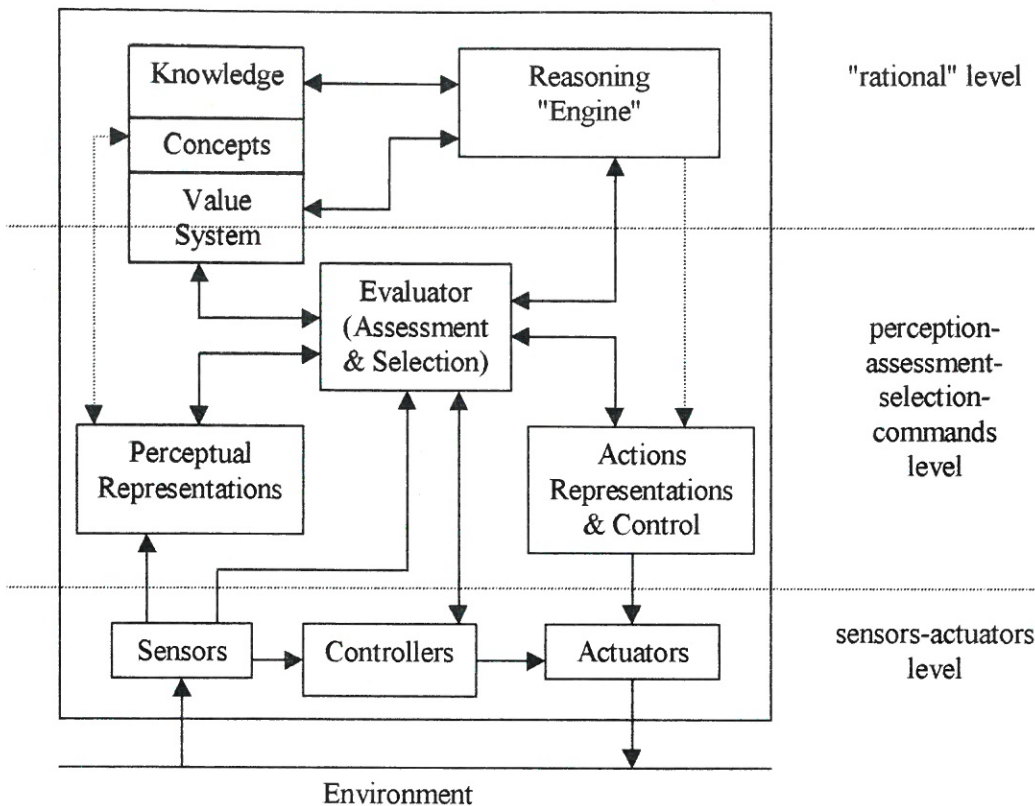 Knowledge
Concepts
Value
System
Reasoning
"Engine"
"rational" level
Evaluator
(Assessment
& Selection)
perception-
assessment-
selection-
commands
level
Perceptual
Representations
Actions
Representations
& Control
Sensors
Controllers
Actuators
sensors-actuators
level
Environment